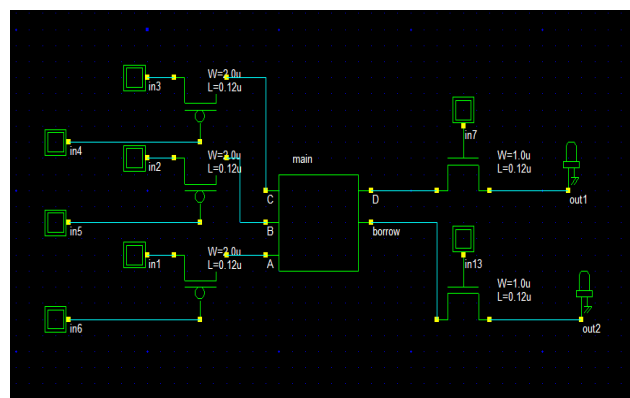 W=2.0u
L=0.12u
in3
in4
W=2.0u
L=0.12u
in2
in5
W=2.0u
L=0.12u
in1
in6
main
C
B
A
D
borrow
in7
W=1.0u
L=0.12u
out1
in13
W=1.0u
L=0.12u
out2